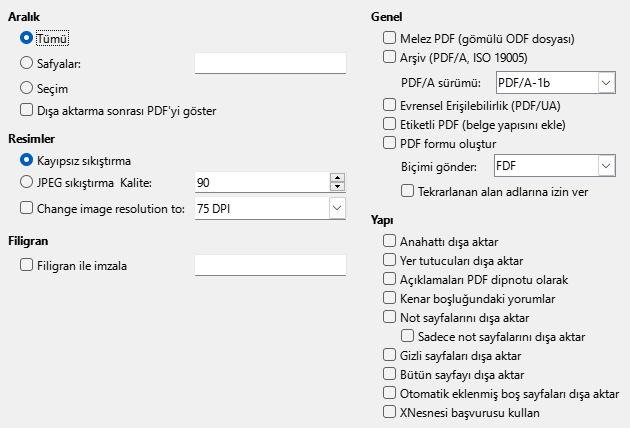 Aralık
Tümü
Safyalar:
Seçim
Dışa aktarma sonrası PDF'yi göster
Resimler
Kayıpsız sıkıştırma
JPEG sıkıştırma Kalite: 90
Change image resolution to: 75 DPI
Filigran
Filigran ile imzala
Genel
Melez PDF (gömülü ODF dosyası)
Arşiv (PDF/A, ISO 19005)
PDF/A sürümü: PDF/A-1b
Evrensel Erişilebilirlik (PDF/UA)
Etiketli PDF (belge yapısını ekle)
PDF formu oluştur
Biçimi gönder: FDF
Tekrarlanan alan adlarına izin ver
Yapı
Anahattı dışa aktar
Yer tutucuları dışa aktar
Açıklamaları PDF dipnotu olarak
Kenar boşluğundaki yorumlar
Not sayfalarını dışa aktar
Sadece not sayfalarını dışa aktar
Gizli sayfaları dışa aktar
Bütün sayfayı dışa aktar
Otomatik eklenmiş boş sayfaları dışa aktar
XNesnesi başvurusu kullan